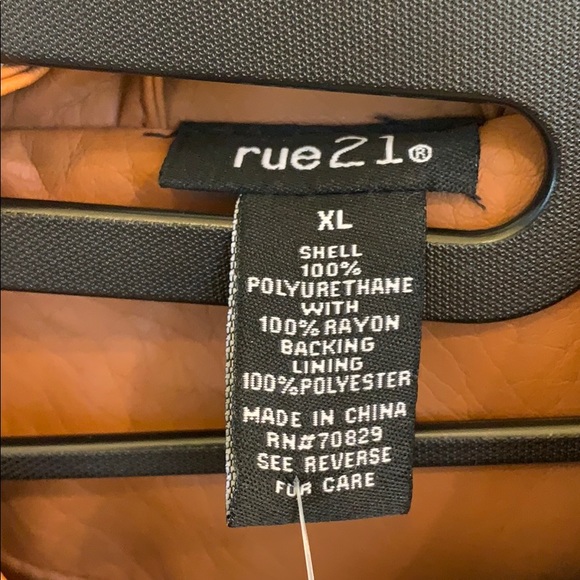 rue21®
XL
SHELL
100%
POLYURETHANE
WITH
100% RAYON
BACKING
LINING
100% POLYESTER
MADE IN CHINA
RN#70829
SEE REVERSE
FOR CARE